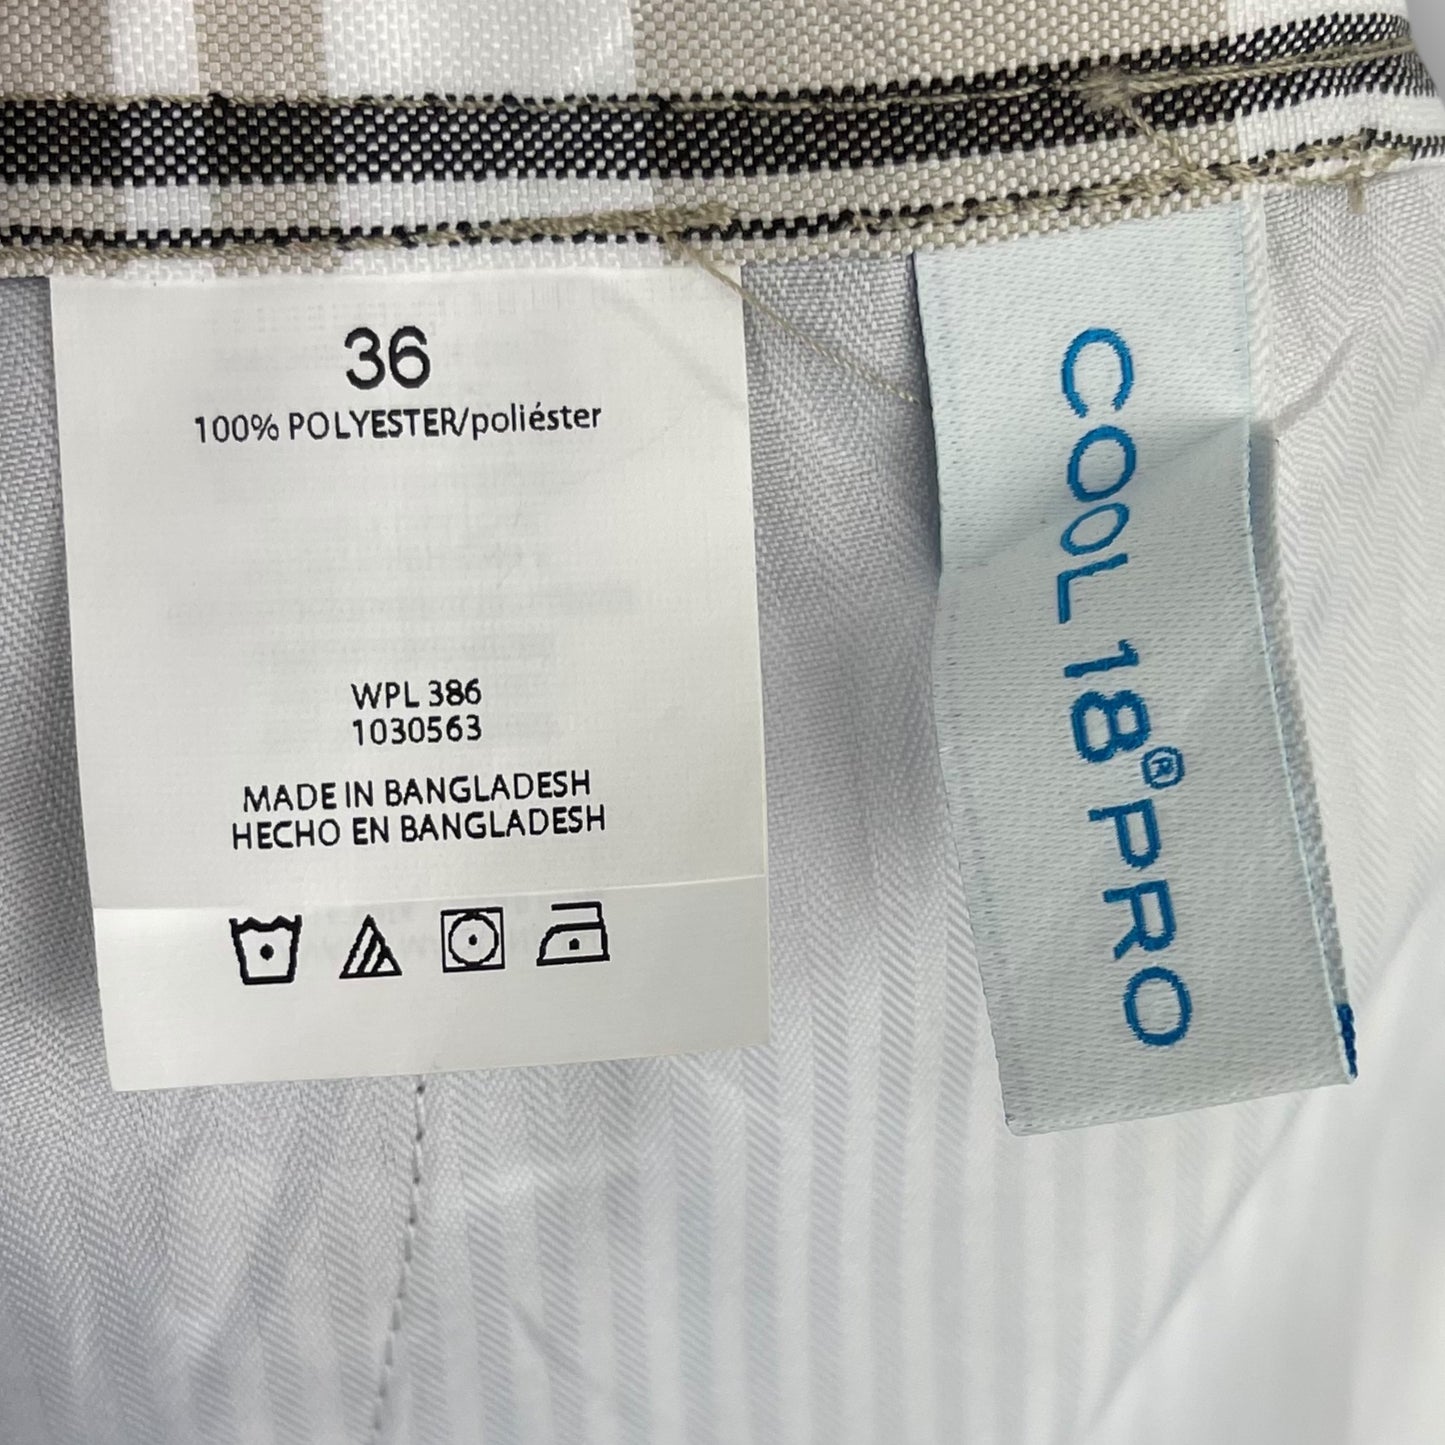 36
100% POLYESTER/poliéster
WPL 386
1030563
MADE IN BANGLADESH
HECHO EN BANGLADESH
COOL 18® PRO